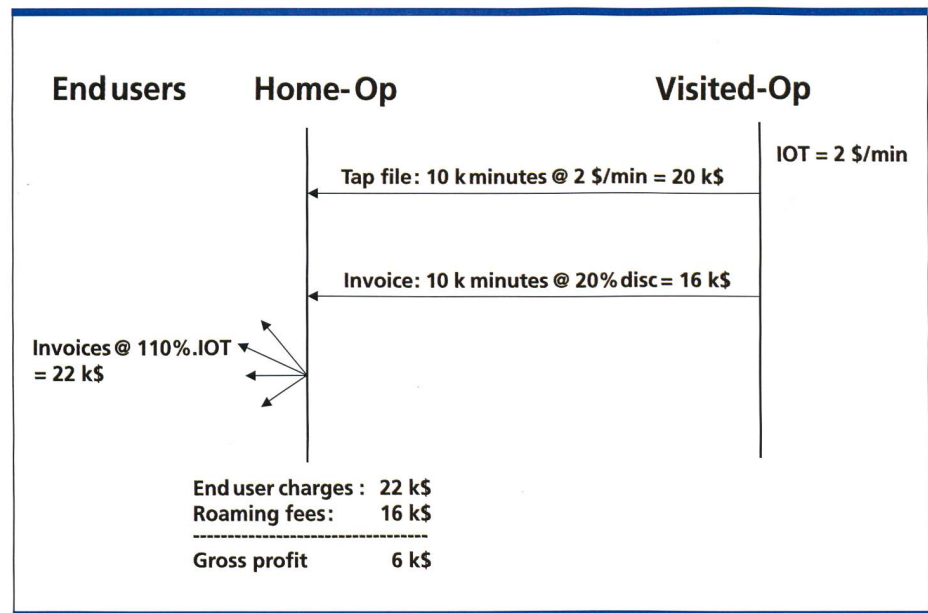 End users Home-Op Visited-Op
IOT = 2 $/min
Tap file: 10 k minutes @ 2 $/min = 20 k$
Invoice: 10 k minutes @ 20% disc = 16 k$
Invoices @ 110%.IOT
= 22 k$
End user charges : 22 k$
Roaming fees: 16 k$
Gross profit 6 k$